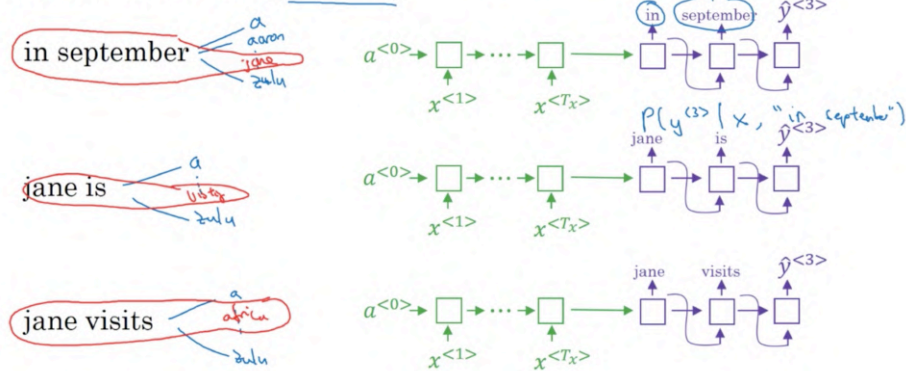 in september ŷ<3>
a
aaron
in september
jane
zulu
a<0> ... 
x<1> x<Tx>
P(y<3> | x, "in september")
jane is ŷ<3>
a
jane is
zulu
a<0> ...
x<1> x<Tx>
jane visits ŷ<3>
a
jane visits
africa
zulu
a<0> ...
x<1> x<Tx>